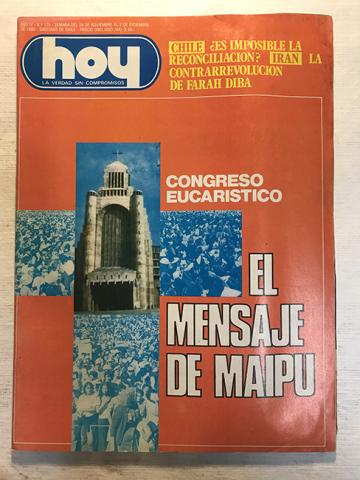 hoy
LA VERDAD SIN COMPROMISOS
CHILE ¿ES IMPOSIBLE LA
RECONCILIACION? IRAN LA
CONTRARREVOLUCION
DE FARAH DIBA
CONGRESO
EUCARISTICO
EL
MENSAJE
DE MAIPU